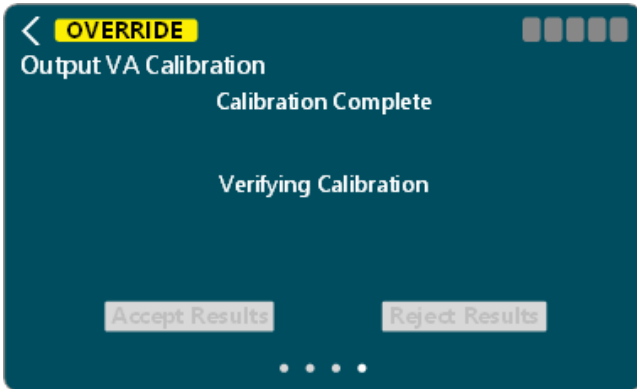 OVERRIDE
Output VA Calibration
Calibration Complete
Verifying Calibration
Accept Results Reject Results